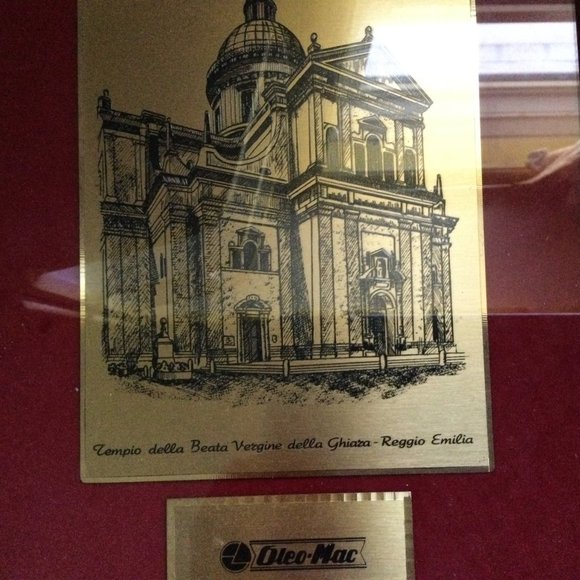 Tempio della Beata Vergine della Ghiara - Reggio Emilia
Oleo-Mac